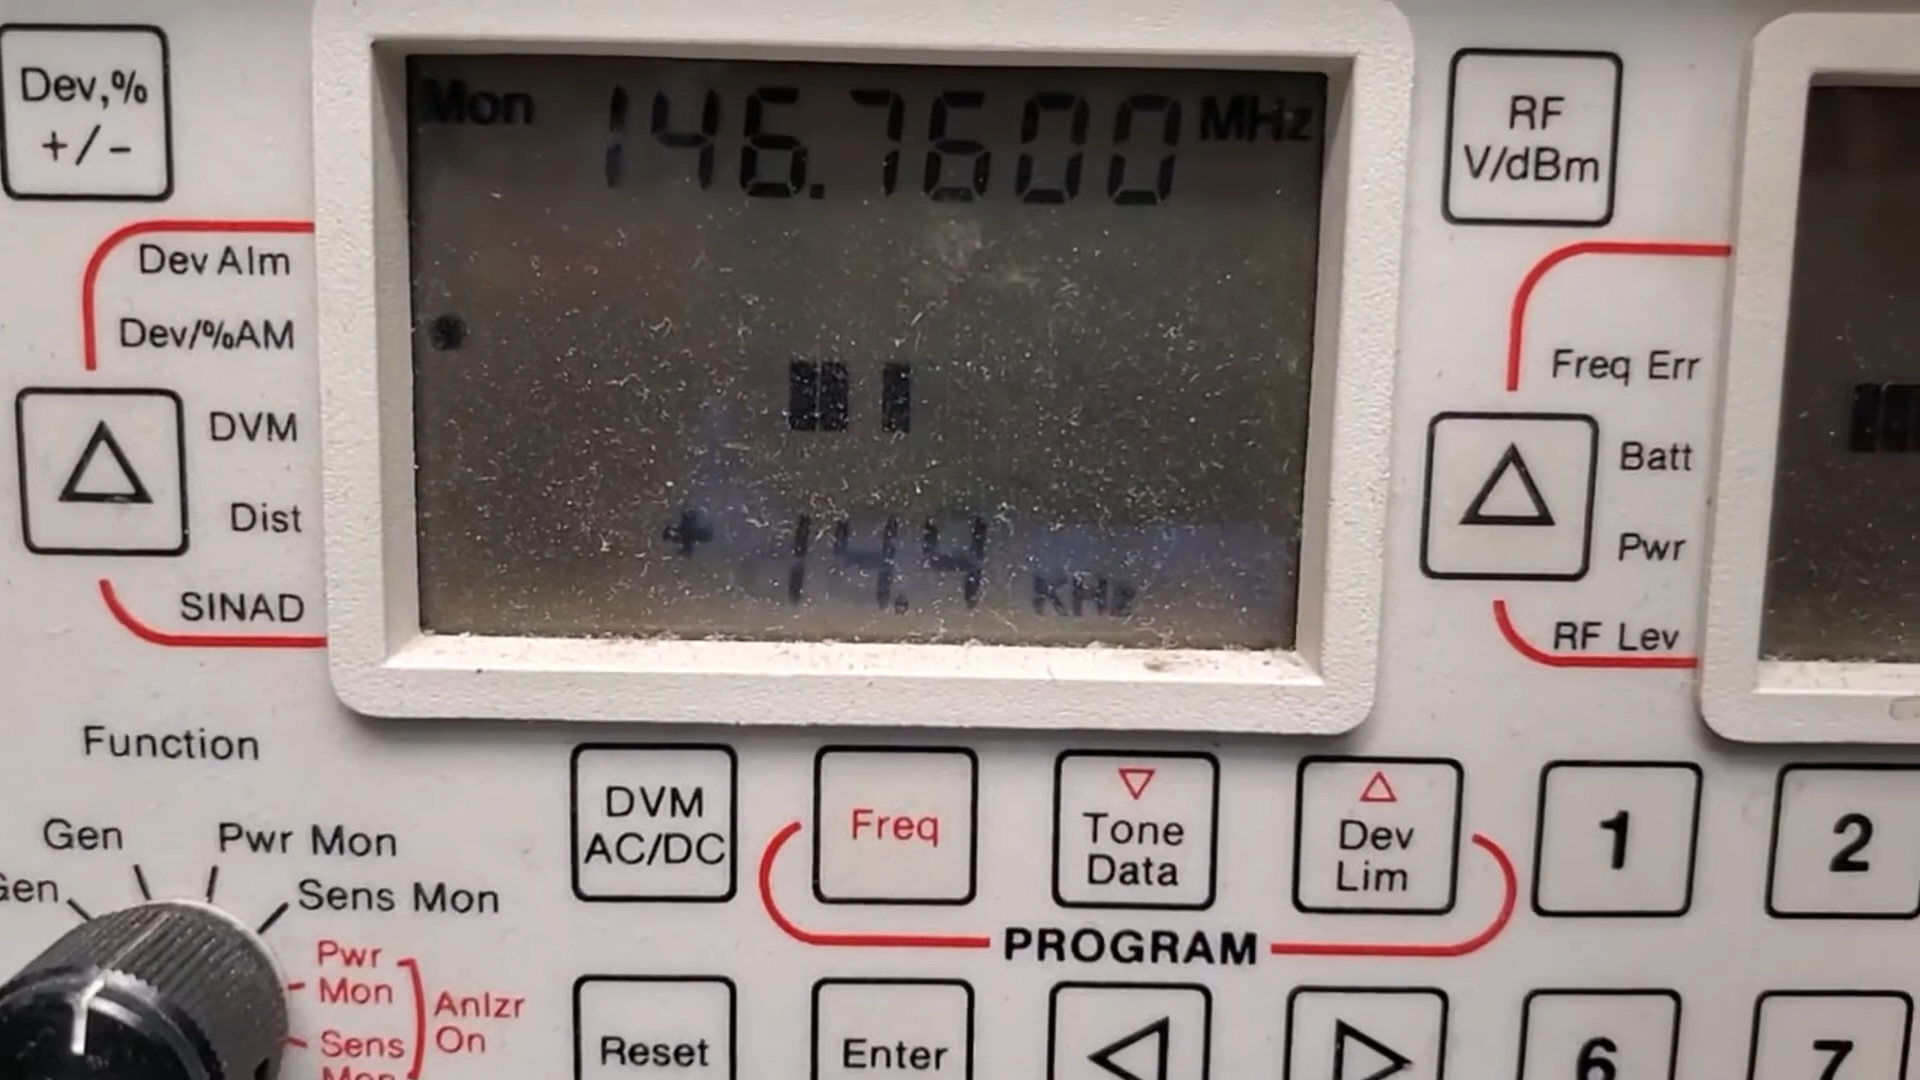 Dev,%
+/-
Mon 146.7600 MHz
RF
V/dBm
Dev Alm
Dev/%AM
DVM
Dist
SINAD
+ 14.4 KHz
Freq Err
Batt
Pwr
RF Lev
Function
Gen
Gen
Pwr Mon
Sens Mon
Pwr
Mon
Sens
Mon
Anlzr
On
DVM
AC/DC
Freq
Tone
Data
Dev
Lim
PROGRAM
1
2
Reset
Enter
6
7